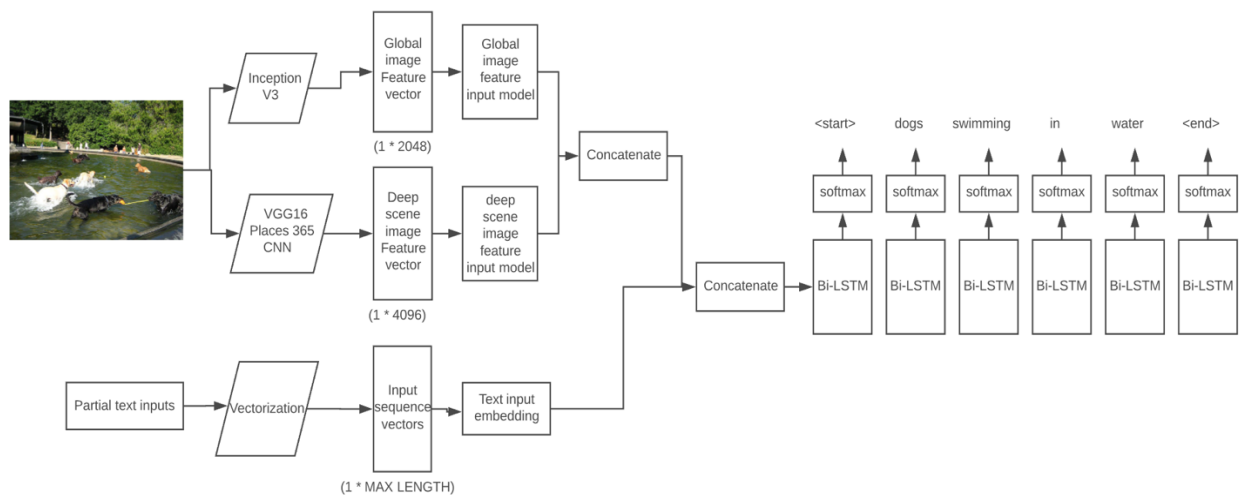 Inception
V3
Global
image
Feature
vector
(1 * 2048)
Global
image
feature
input model
VGG16
Places 365
CNN
Deep
scene
image
Feature
vector
(1 * 4096)
deep
scene
image
feature
input model
Concatenate
Partial text inputs
Vectorization
Input
sequence
vectors
(1 * MAX LENGTH)
Text input
embedding
Concatenate
<start> dogs swimming in water <end>
softmax softmax softmax softmax softmax softmax
Bi-LSTM Bi-LSTM Bi-LSTM Bi-LSTM Bi-LSTM Bi-LSTM